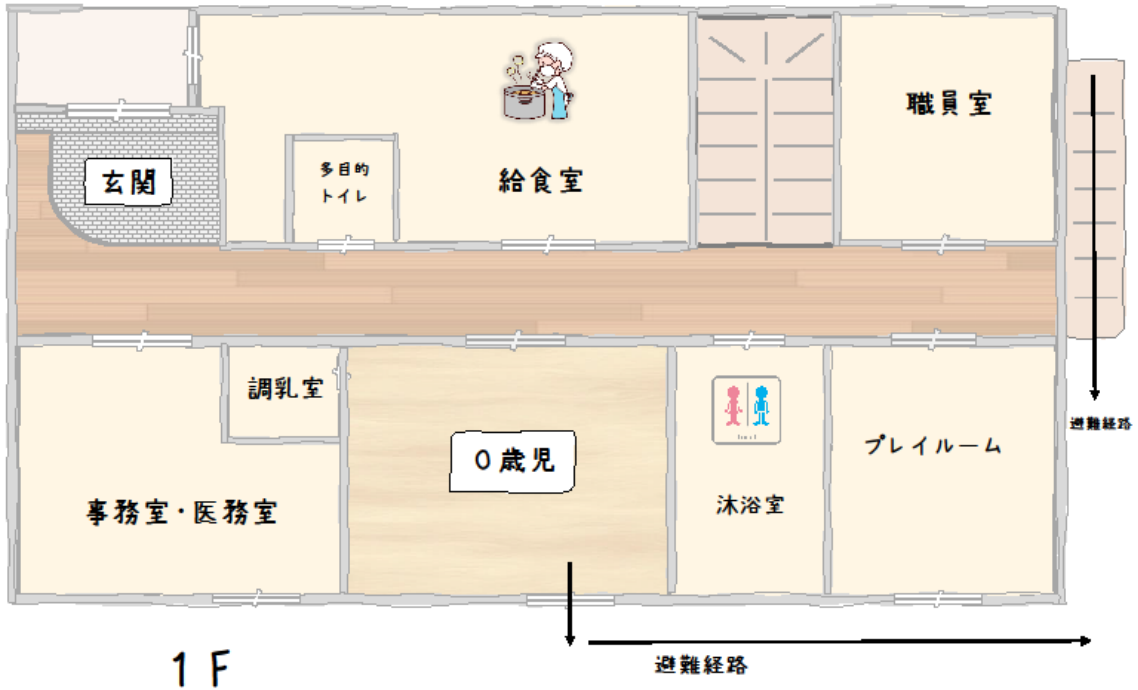 職員室
玄関
多目的
トイレ
給食室
調乳室
避難経路
0歳児
プレイルーム
事務室・医務室
沐浴室
避難経路
1F